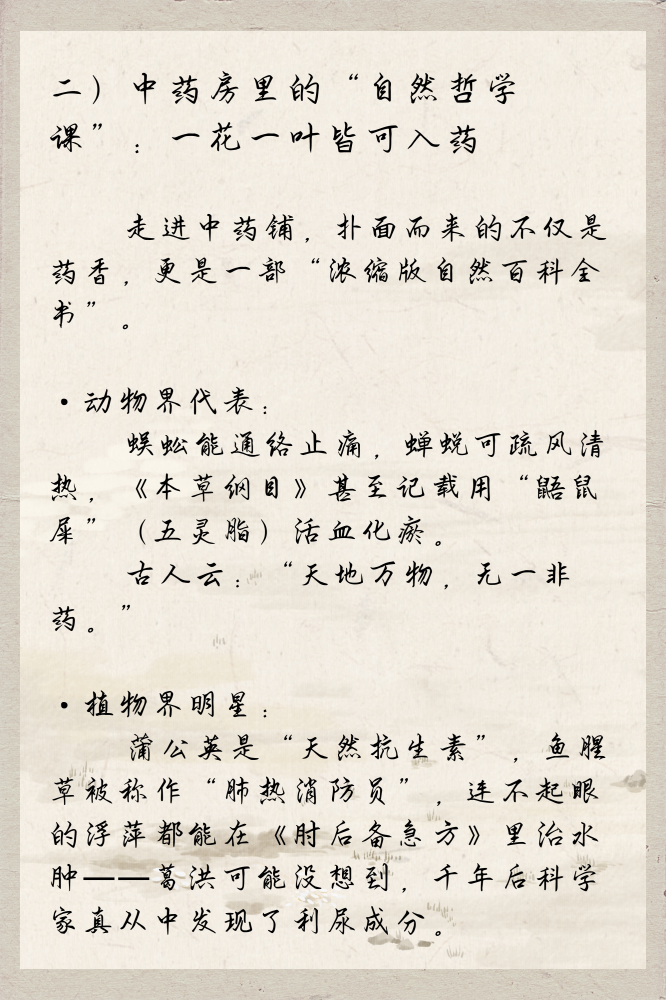 二）中药房里的“自然哲学
课”：一花一叶皆可入药
走进中药铺，扑面而来的不仅是
药香，更是一部“浓缩版自然百科全
书”。
·动物界代表：
蜈蚣能通络止痛，蝉蜕可疏风清
热，《本草纲目》甚至记载用“鼯鼠
屎”（五灵脂）活血化瘀。
古人云：“天地万物，无一非
药。”
·植物界明星：
蒲公英是“天然抗生素”，鱼腥
草被称作“肺热消防员”，连不起眼
的浮萍都能在《肘后备急方》里治水
肿——葛洪可能没想到，千年后科学
家真从中发现了利尿成分。